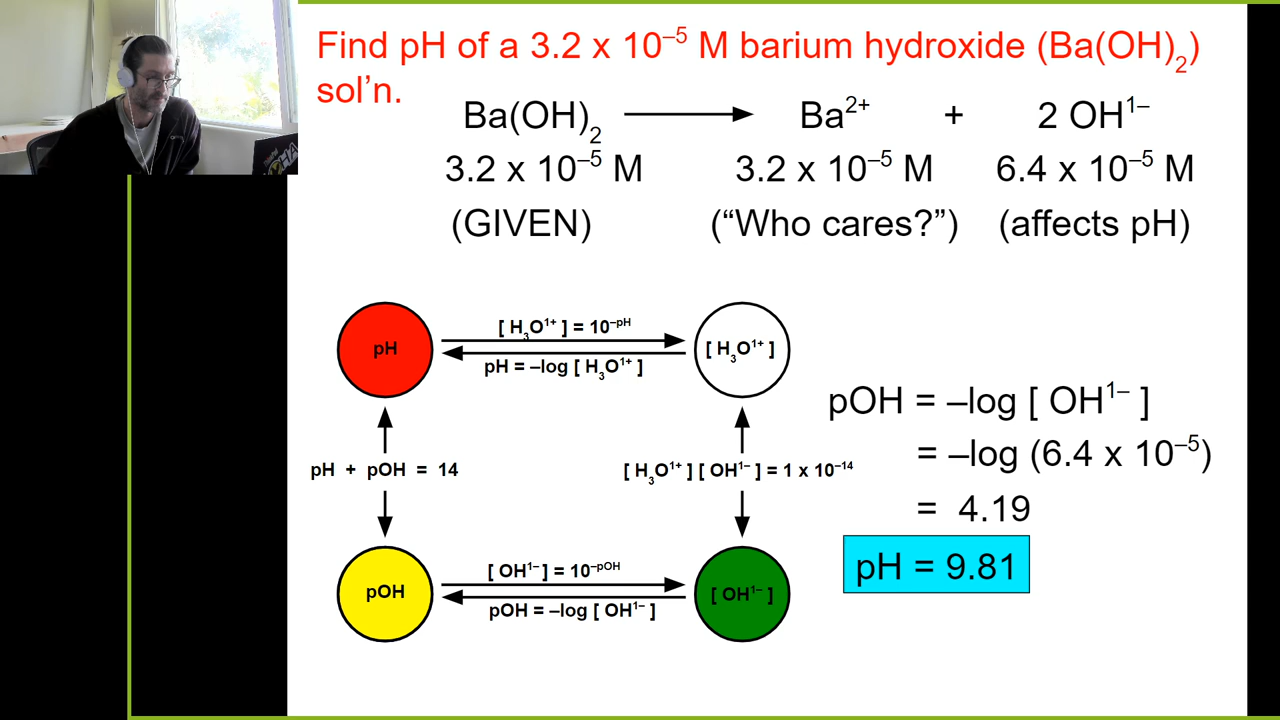 Find pH of a 3.2 x 10⁻⁵ M barium hydroxide (Ba(OH)₂)
sol’n.
Ba(OH)₂ ⟶ Ba²⁺ + 2 OH¹⁻
3.2 x 10⁻⁵ M 3.2 x 10⁻⁵ M 6.4 x 10⁻⁵ M
(GIVEN) (“Who cares?”) (affects pH)
[ H₃O¹⁺ ] = 10⁻ᵖᴴ
pH
[ H₃O¹⁺ ]
pH = –log [ H₃O¹⁺ ]
pOH = –log [ OH¹⁻ ]
= –log (6.4 x 10⁻⁵)
pH + pOH = 14
[ H₃O¹⁺ ] [ OH¹⁻ ] = 1 x 10⁻¹⁴
= 4.19
pH = 9.81
[ OH¹⁻ ] = 10⁻ᵖᴼᴴ
pOH
[ OH¹⁻ ]
pOH = –log [ OH¹⁻ ]